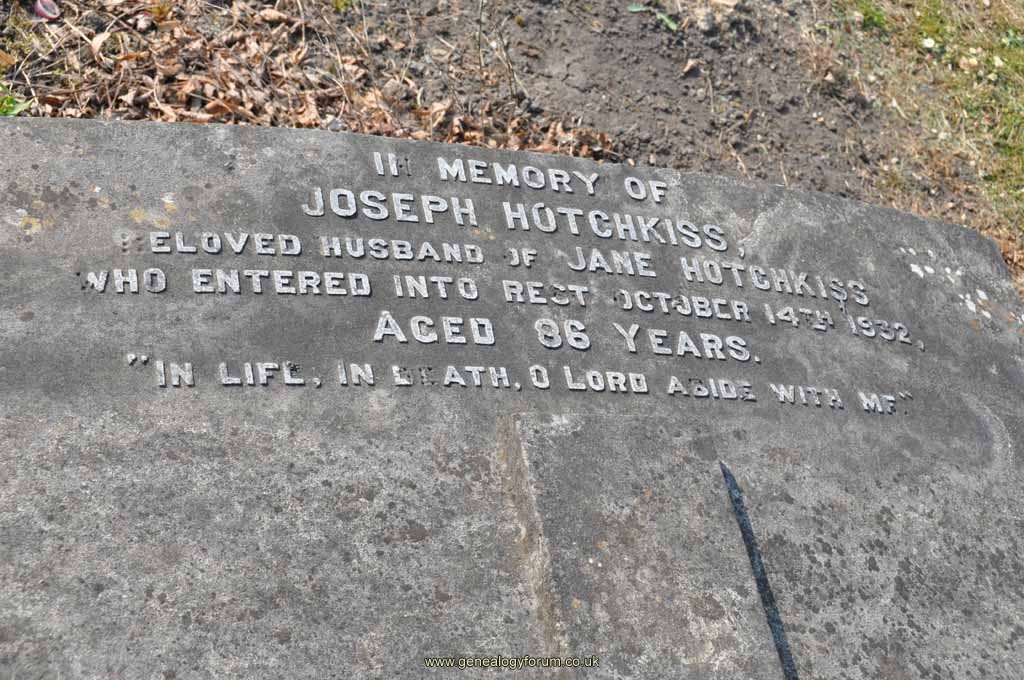 IN MEMORY OF
JOSEPH HOTCHKISS,
BELOVED HUSBAND OF JANE HOTCHKISS
WHO ENTERED INTO REST OCTOBER 14TH 1932,
AGED 86 YEARS.
"IN LIFE, IN DEATH, O LORD ABIDE WITH ME"
www.genealogyforum.co.uk